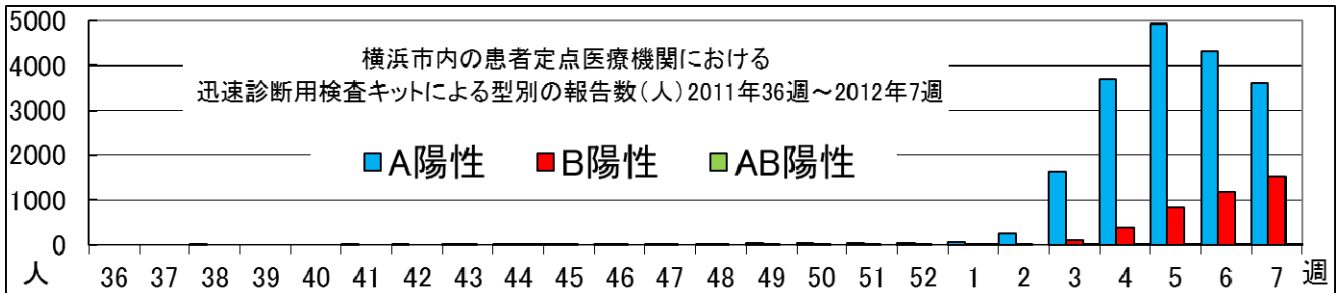 5000
4000
3000
2000
1000
0
横浜市内の患者定点医療機関における
迅速診断用検査キットによる型別の報告数(人)2011年36週~2012年7週
A陽性 B陽性 AB陽性
人 36 37 38 39 40 41 42 43 44 45 46 47 48 49 50 51 52 1 2 3 4 5 6 7 週